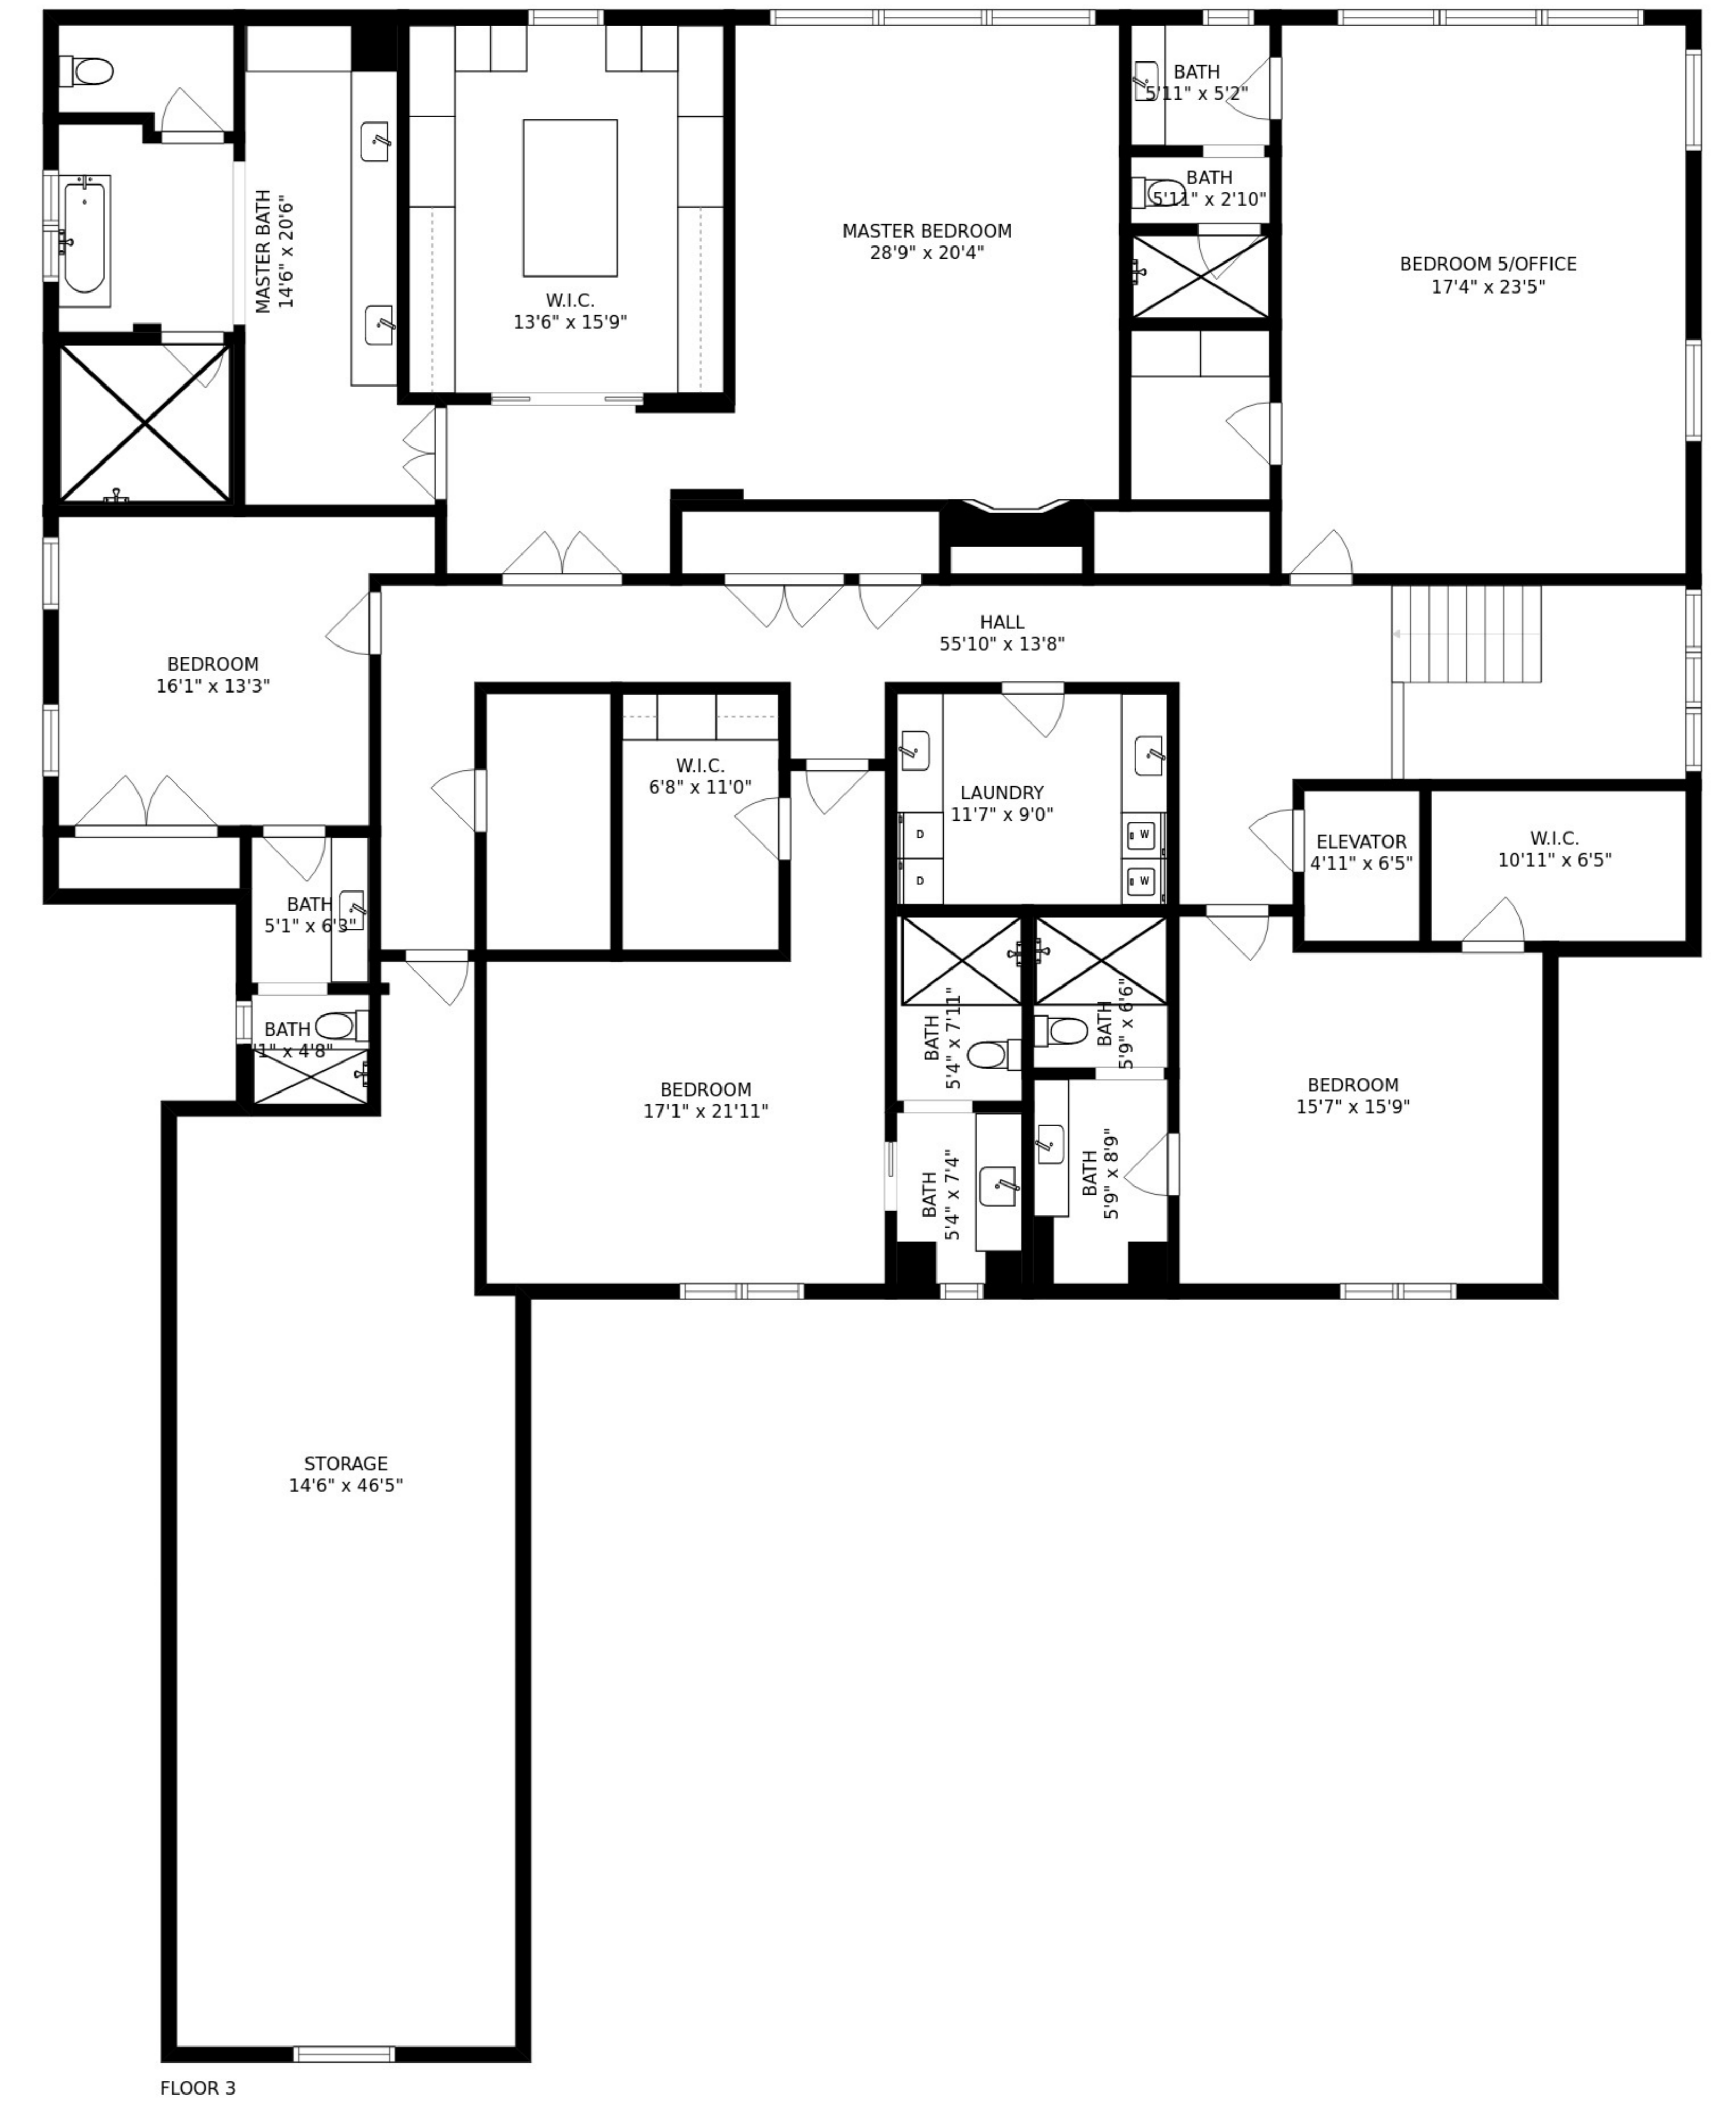 BATH
5'11" x 5'2"
BATH
5'11" x 2'10"
MASTER BATH
14'6" x 20'6"
MASTER BEDROOM
28'9" x 20'4"
BEDROOM 5/OFFICE
17'4" x 23'5"
W.I.C.
13'6" x 15'9"
HALL
55'10" x 13'8"
BEDROOM
16'1" x 13'3"
W.I.C.
6'8" x 11'0"
LAUNDRY
11'7" x 9'0"
D
D
W
W
ELEVATOR
4'11" x 6'5"
W.I.C.
10'11" x 6'5"
BATH
5'1" x 6'3"
BATH
'1" x 4'8"
BATH
5'4" x 7'11"
BATH
5'9" x 6'6"
BEDROOM
17'1" x 21'11"
BEDROOM
15'7" x 15'9"
BATH
5'4" x 7'4"
BATH
5'9" x 8'9"
STORAGE
14'6" x 46'5"
FLOOR 3